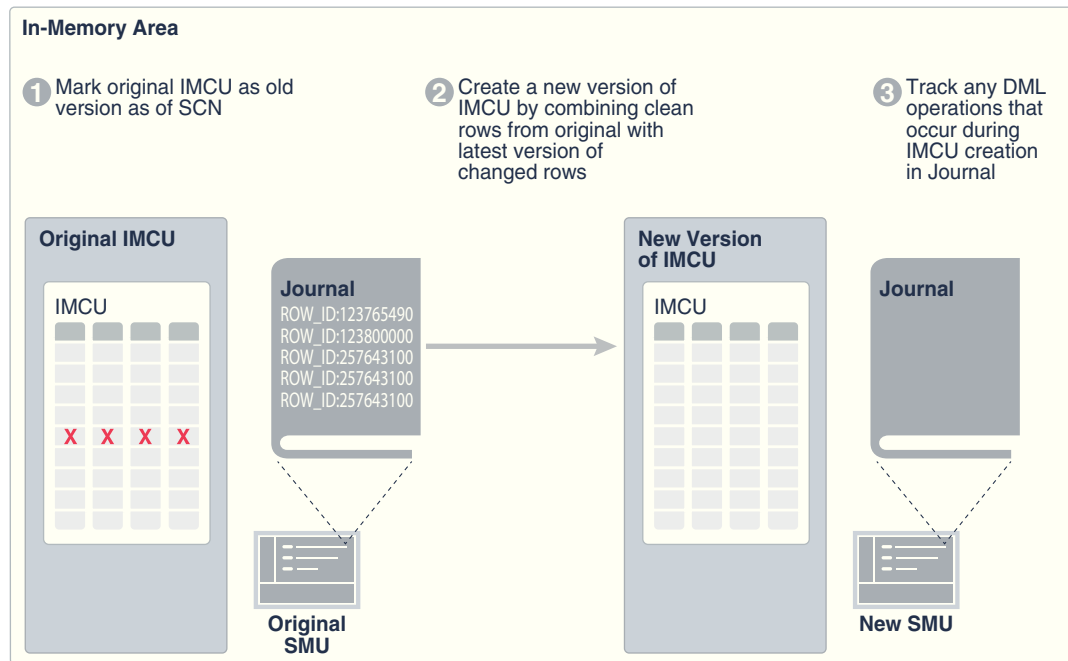 In-Memory Area
1 Mark original IMCU as old
version as of SCN
2 Create a new version of
IMCU by combining clean
rows from original with
latest version of
changed rows
3 Track any DML
operations that
occur during
IMCU creation
in Journal
Original IMCU
IMCU
X X X X
Journal
ROW_ID:123765490
ROW_ID:123800000
ROW_ID:257643100
ROW_ID:257643100
ROW_ID:257643100
Original
SMU
New Version
of IMCU
IMCU
Journal
New SMU